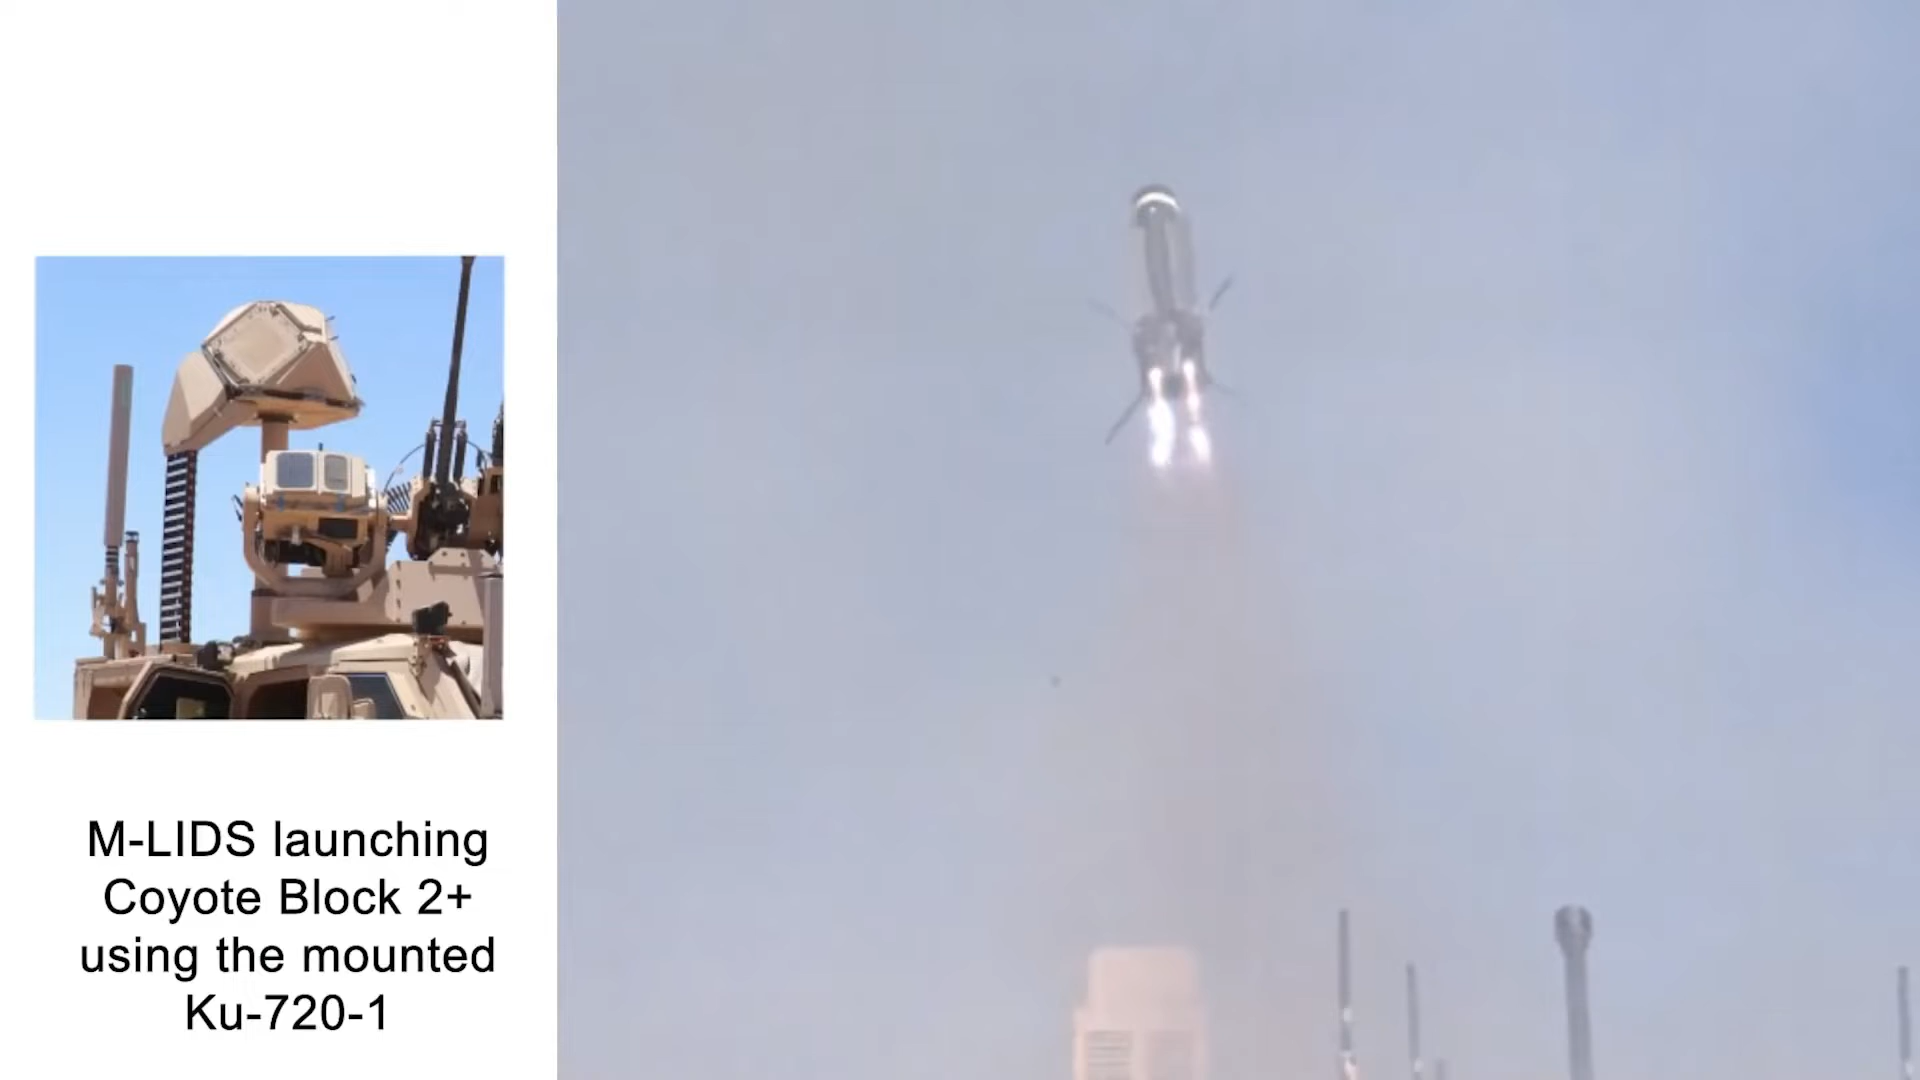 M-LIDS launching
Coyote Block 2+
using the mounted
Ku-720-1